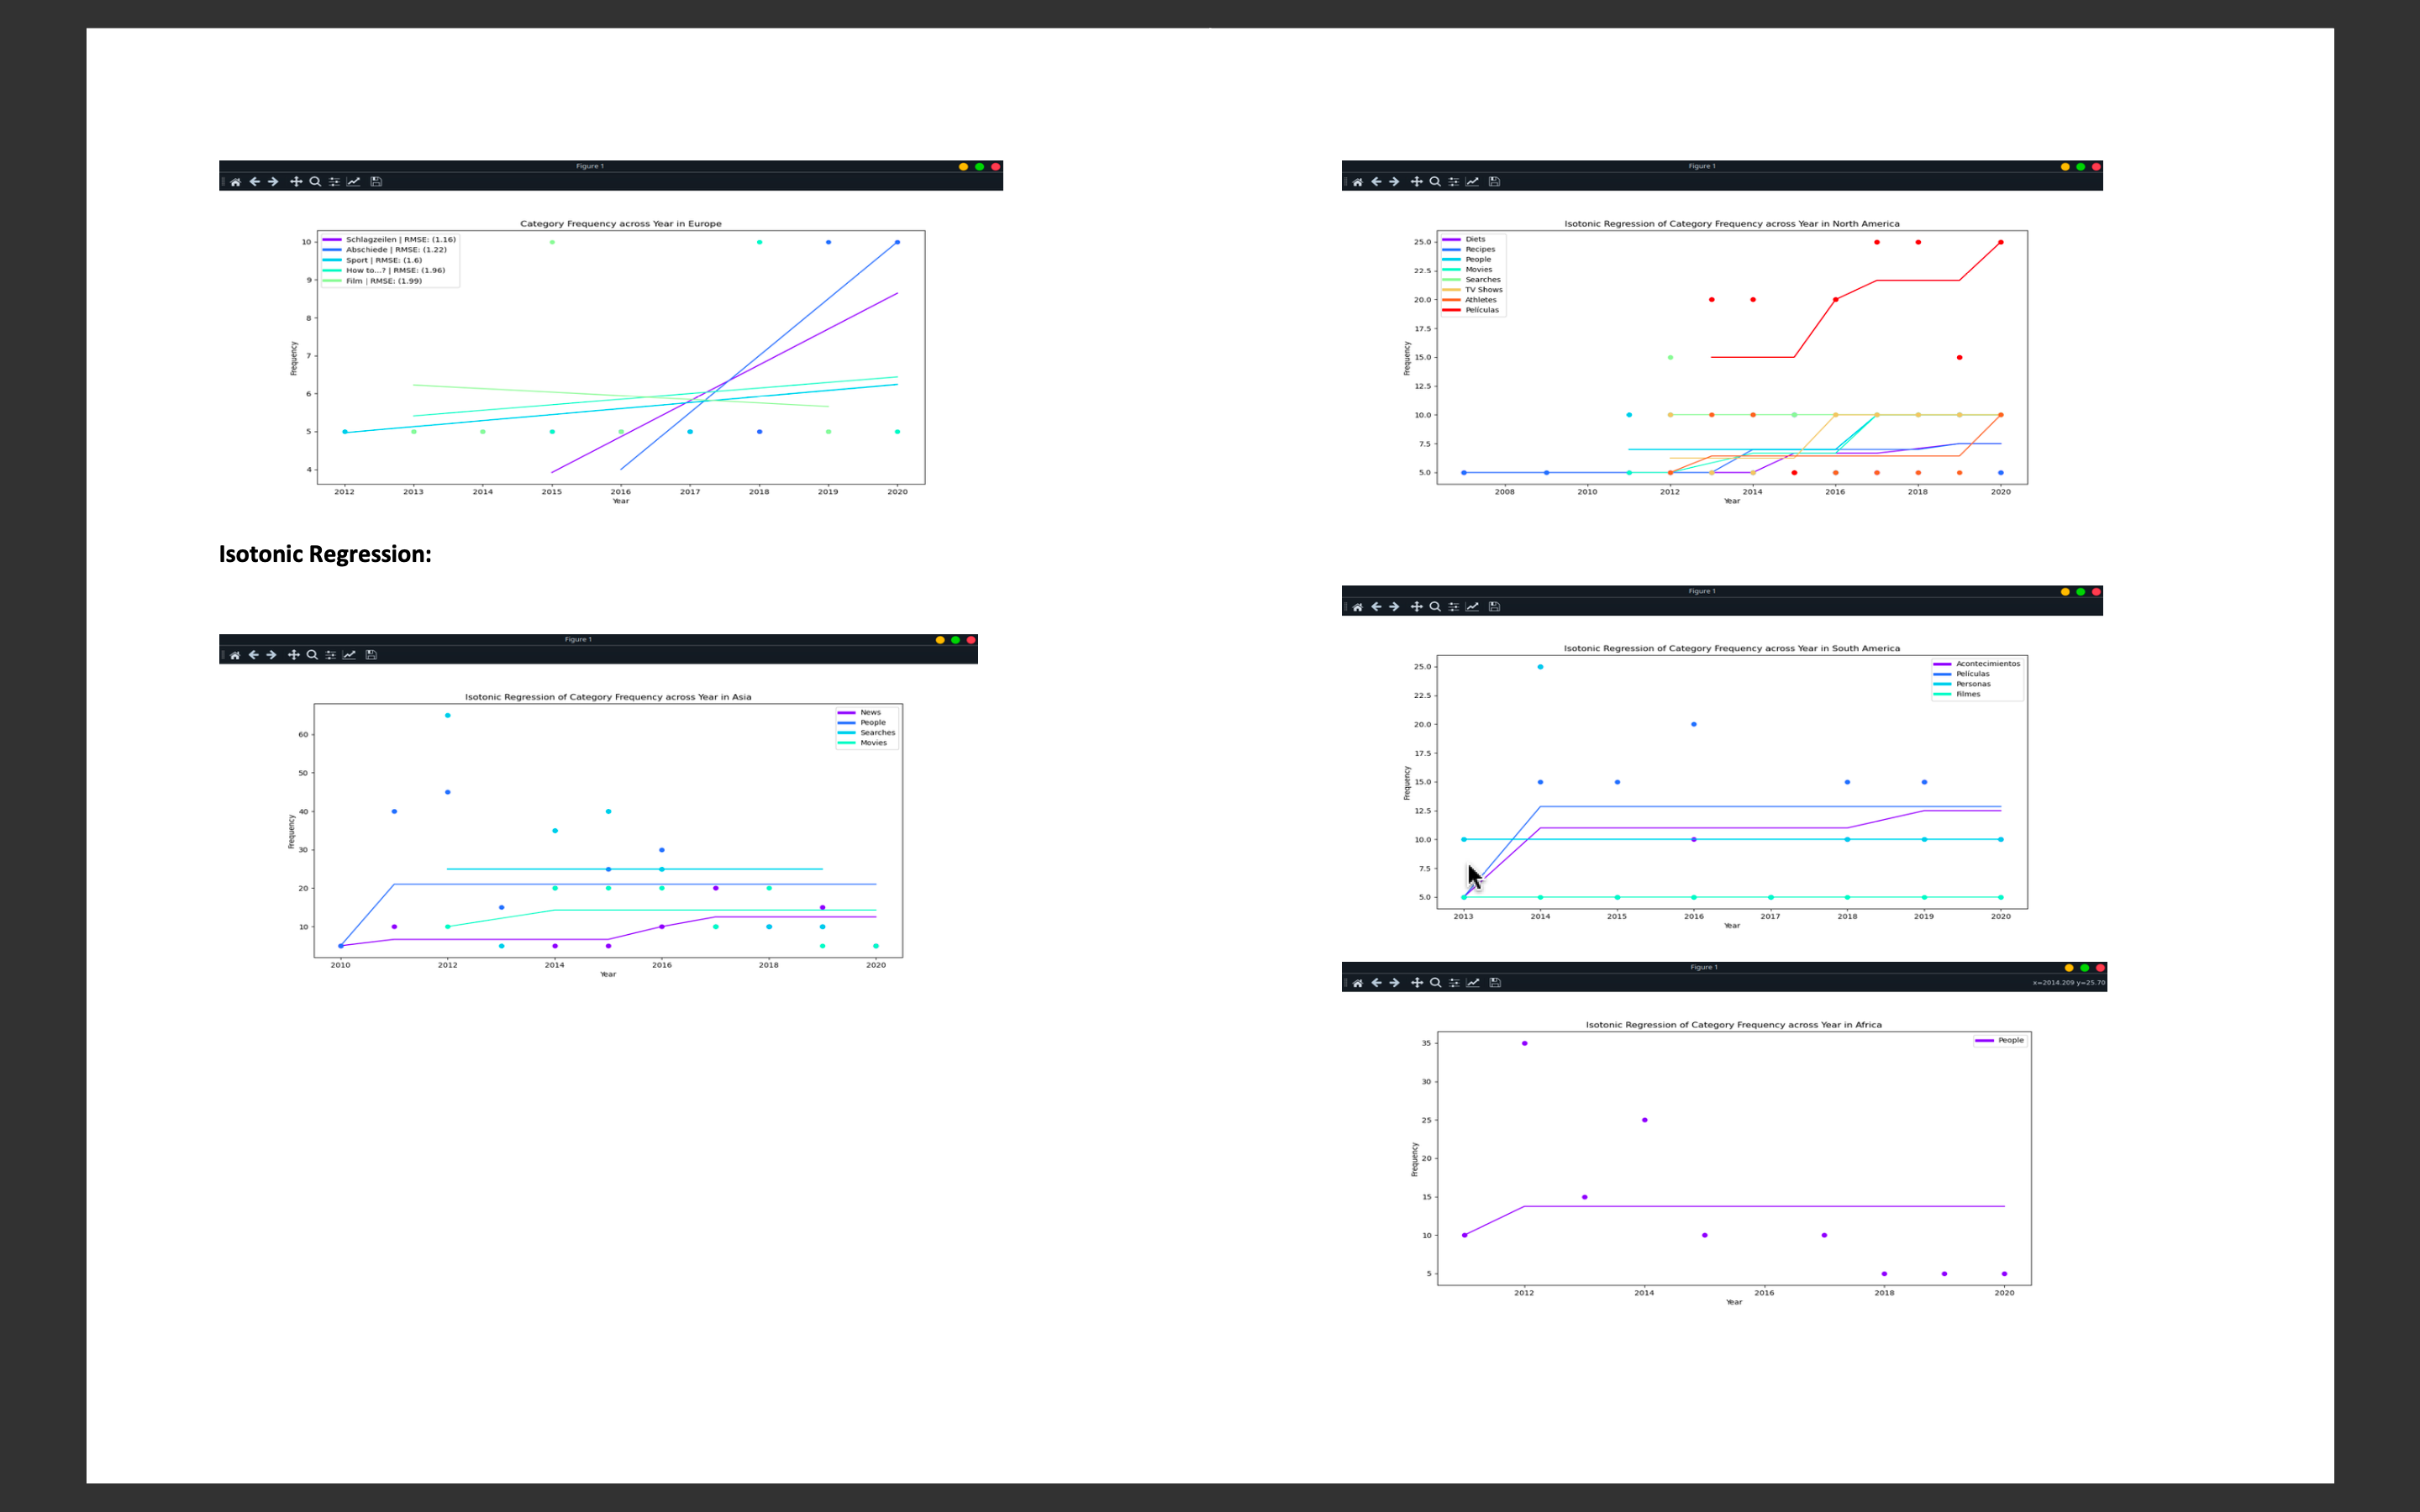 Figure 1
Category Frequency across Year in Europe
Schlagzeilen | RMSE: (1.16)
Abschiede | RMSE: (1.22)
Sport | RMSE: (1.6)
How to...? | RMSE: (1.96)
Film | RMSE: (1.99)
Frequency
10
9
8
7
6
5
4
2012 2013 2014 2015 2016 2017 2018 2019 2020
Year
Isotonic Regression:
Figure 1
Isotonic Regression of Category Frequency across Year in Asia
News
People
Searches
Movies
Frequency
60
50
40
30
20
10
2010 2012 2014 2016 2018 2020
Year
Figure 1
Isotonic Regression of Category Frequency across Year in North America
Diets
Recipes
People
Movies
Searches
TV Shows
Athletes
Películas
Frequency
25.0
22.5
20.0
17.5
15.0
12.5
10.0
7.5
5.0
2008 2010 2012 2014 2016 2018 2020
Year
Figure 1
Isotonic Regression of Category Frequency across Year in South America
Acontecimientos
Películas
Personas
Filmes
Frequency
25.0
22.5
20.0
17.5
15.0
12.5
10.0
7.5
5.0
2013 2014 2015 2016 2017 2018 2019 2020
Year
Figure 1
x=2014.209 y=25.70
Isotonic Regression of Category Frequency across Year in Africa
People
Frequency
35
30
25
20
15
10
5
2012 2014 2016 2018 2020
Year